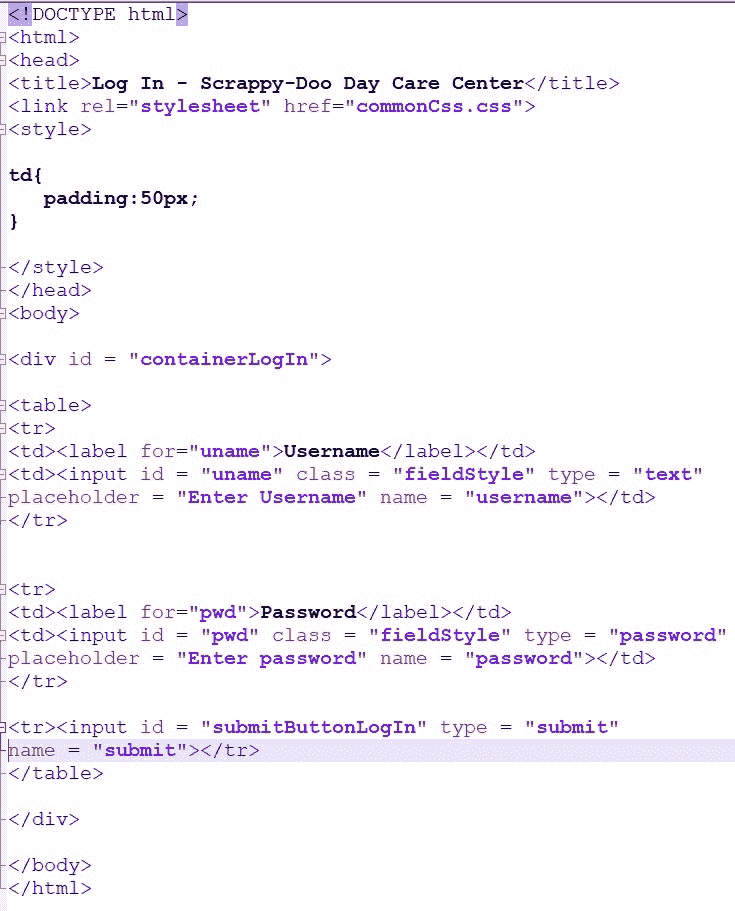 <!DOCTYPE html>
<html>
<head>
<title>Log In - Scrappy-Doo Day Care Center</title>
<link rel="stylesheet" href="commonCss.css">
<style>
td{
padding:50px;
}
</style>
</head>
<body>
<div id = "containerLogIn">
<table>
<tr>
<td><label for="uname">Username</label></td>
<td><input id = "uname" class = "fieldStyle" type = "text"
placeholder = "Enter Username" name = "username"></td>
</tr>
<tr>
<td><label for="pwd">Password</label></td>
<td><input id = "pwd" class = "fieldStyle" type = "password"
placeholder = "Enter password" name = "password"></td>
</tr>
<tr><input id = "submitButtonLogIn" type = "submit"
name = "submit"></tr>
</table>
</div>
</body>
</html>